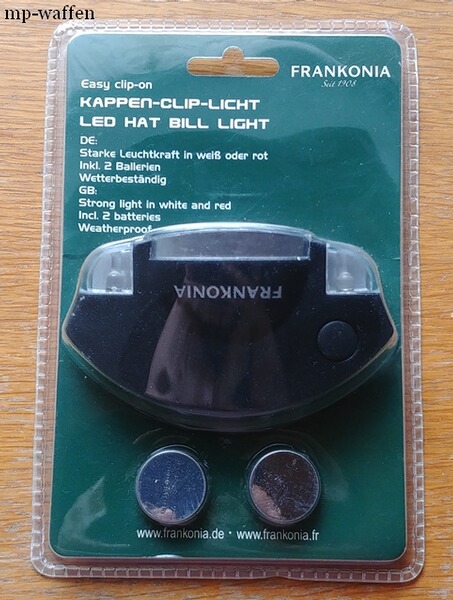 mp-waffen
FRANKONIA
Seit 1908
Easy clip-on
KAPPEN-CLIP-LICHT
LED HAT BILL LIGHT
DE:
Starke Leuchtkraft in weiß oder rot
Inkl. 2 Ballerien
Wetterbeständig
GB:
Strong light in white and red
Incl. 2 batteries
Weatherproof
FRANKONIA
www.frankonia.de • www.frankonia.fr